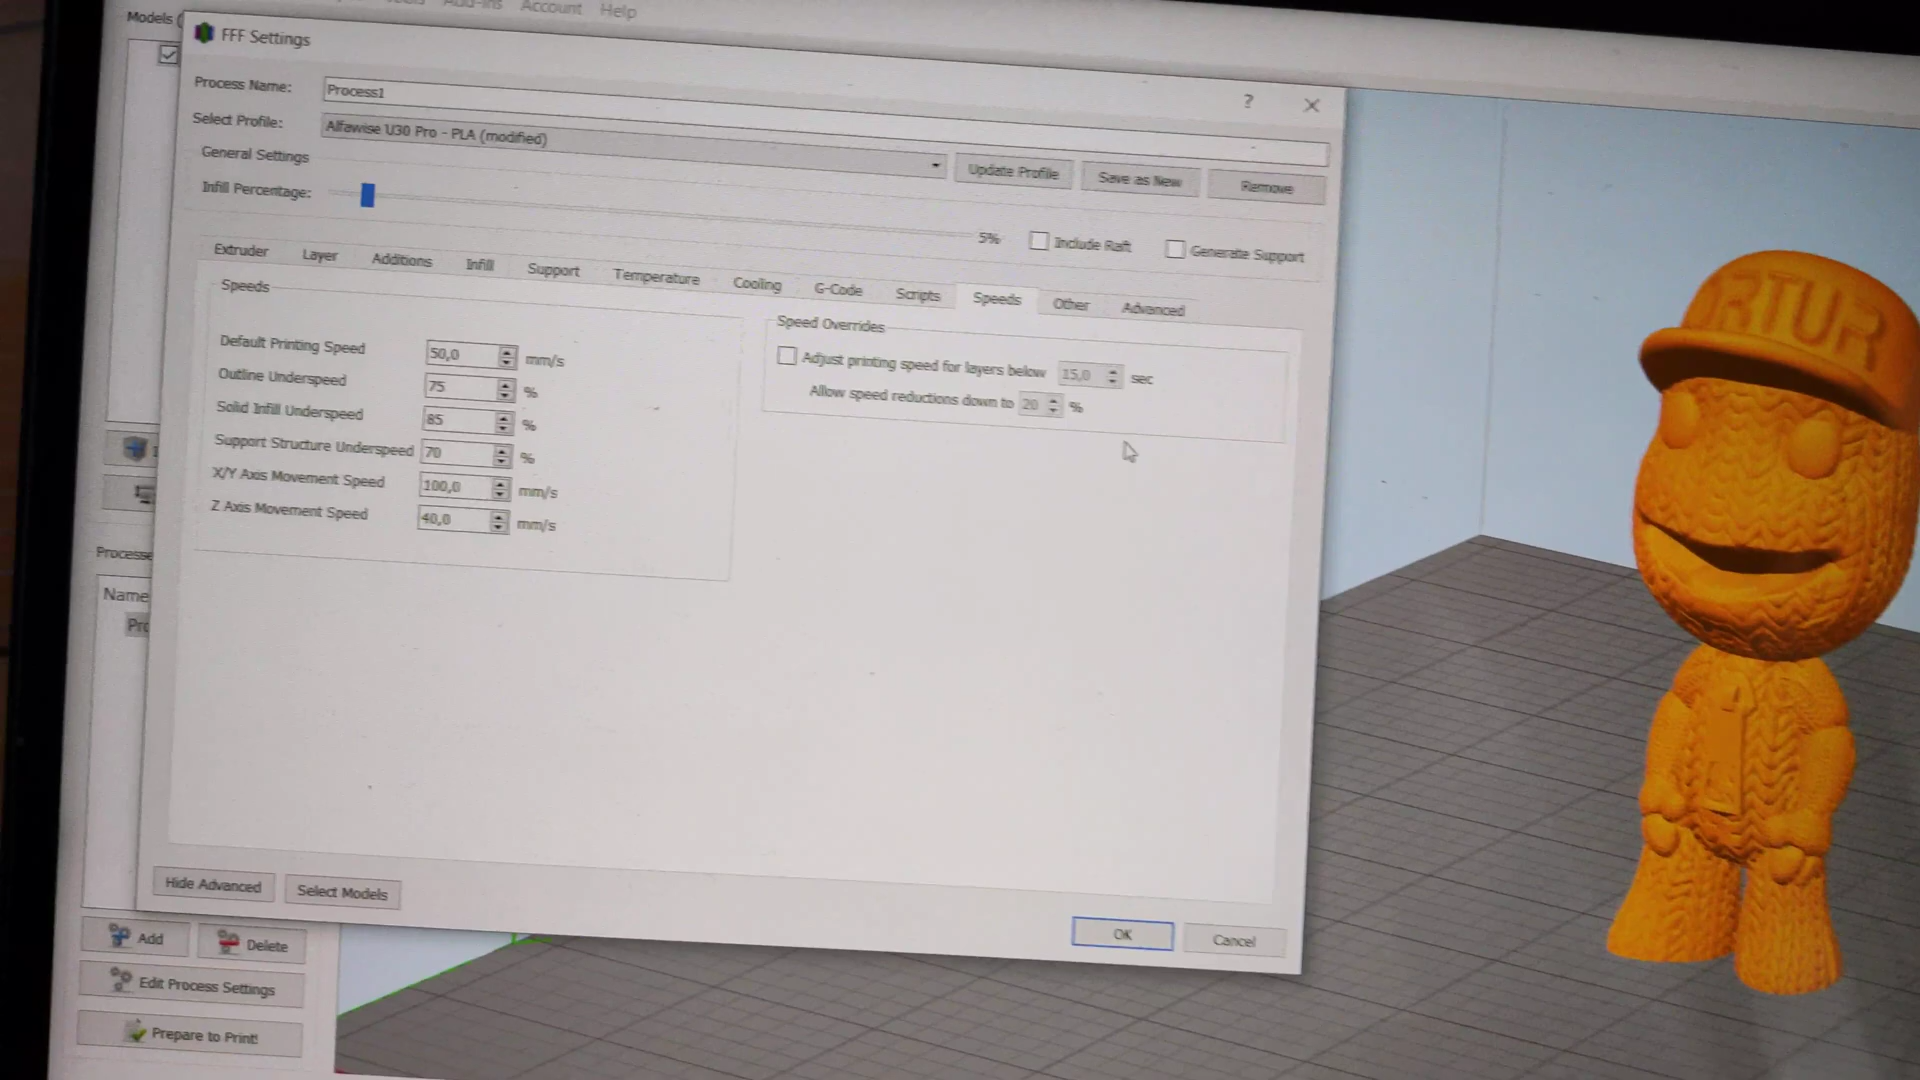 Add-Ins Account Help
Models (
FFF Settings
Process Name: Process1
Select Profile: Alfawise U30 Pro - PLA (modified) Update Profile Save as New Remove
General Settings
Infill Percentage: 5% Include Raft Generate Support
Extruder Layer Additions Infill Support Temperature Cooling G-Code Scripts Speeds Other Advanced
Speeds
Default Printing Speed 50,0 mm/s
Outline Underspeed 75 %
Solid Infill Underspeed 85 %
Support Structure Underspeed 70 %
X/Y Axis Movement Speed 100,0 mm/s
Z Axis Movement Speed 40,0 mm/s
Speed Overrides
Adjust printing speed for layers below 15,0 sec
Allow speed reductions down to 20 %
Processe
Name
Pro
Hide Advanced Select Models
OK Cancel
Add Delete
Edit Process Settings
Prepare to Print!
RTUR